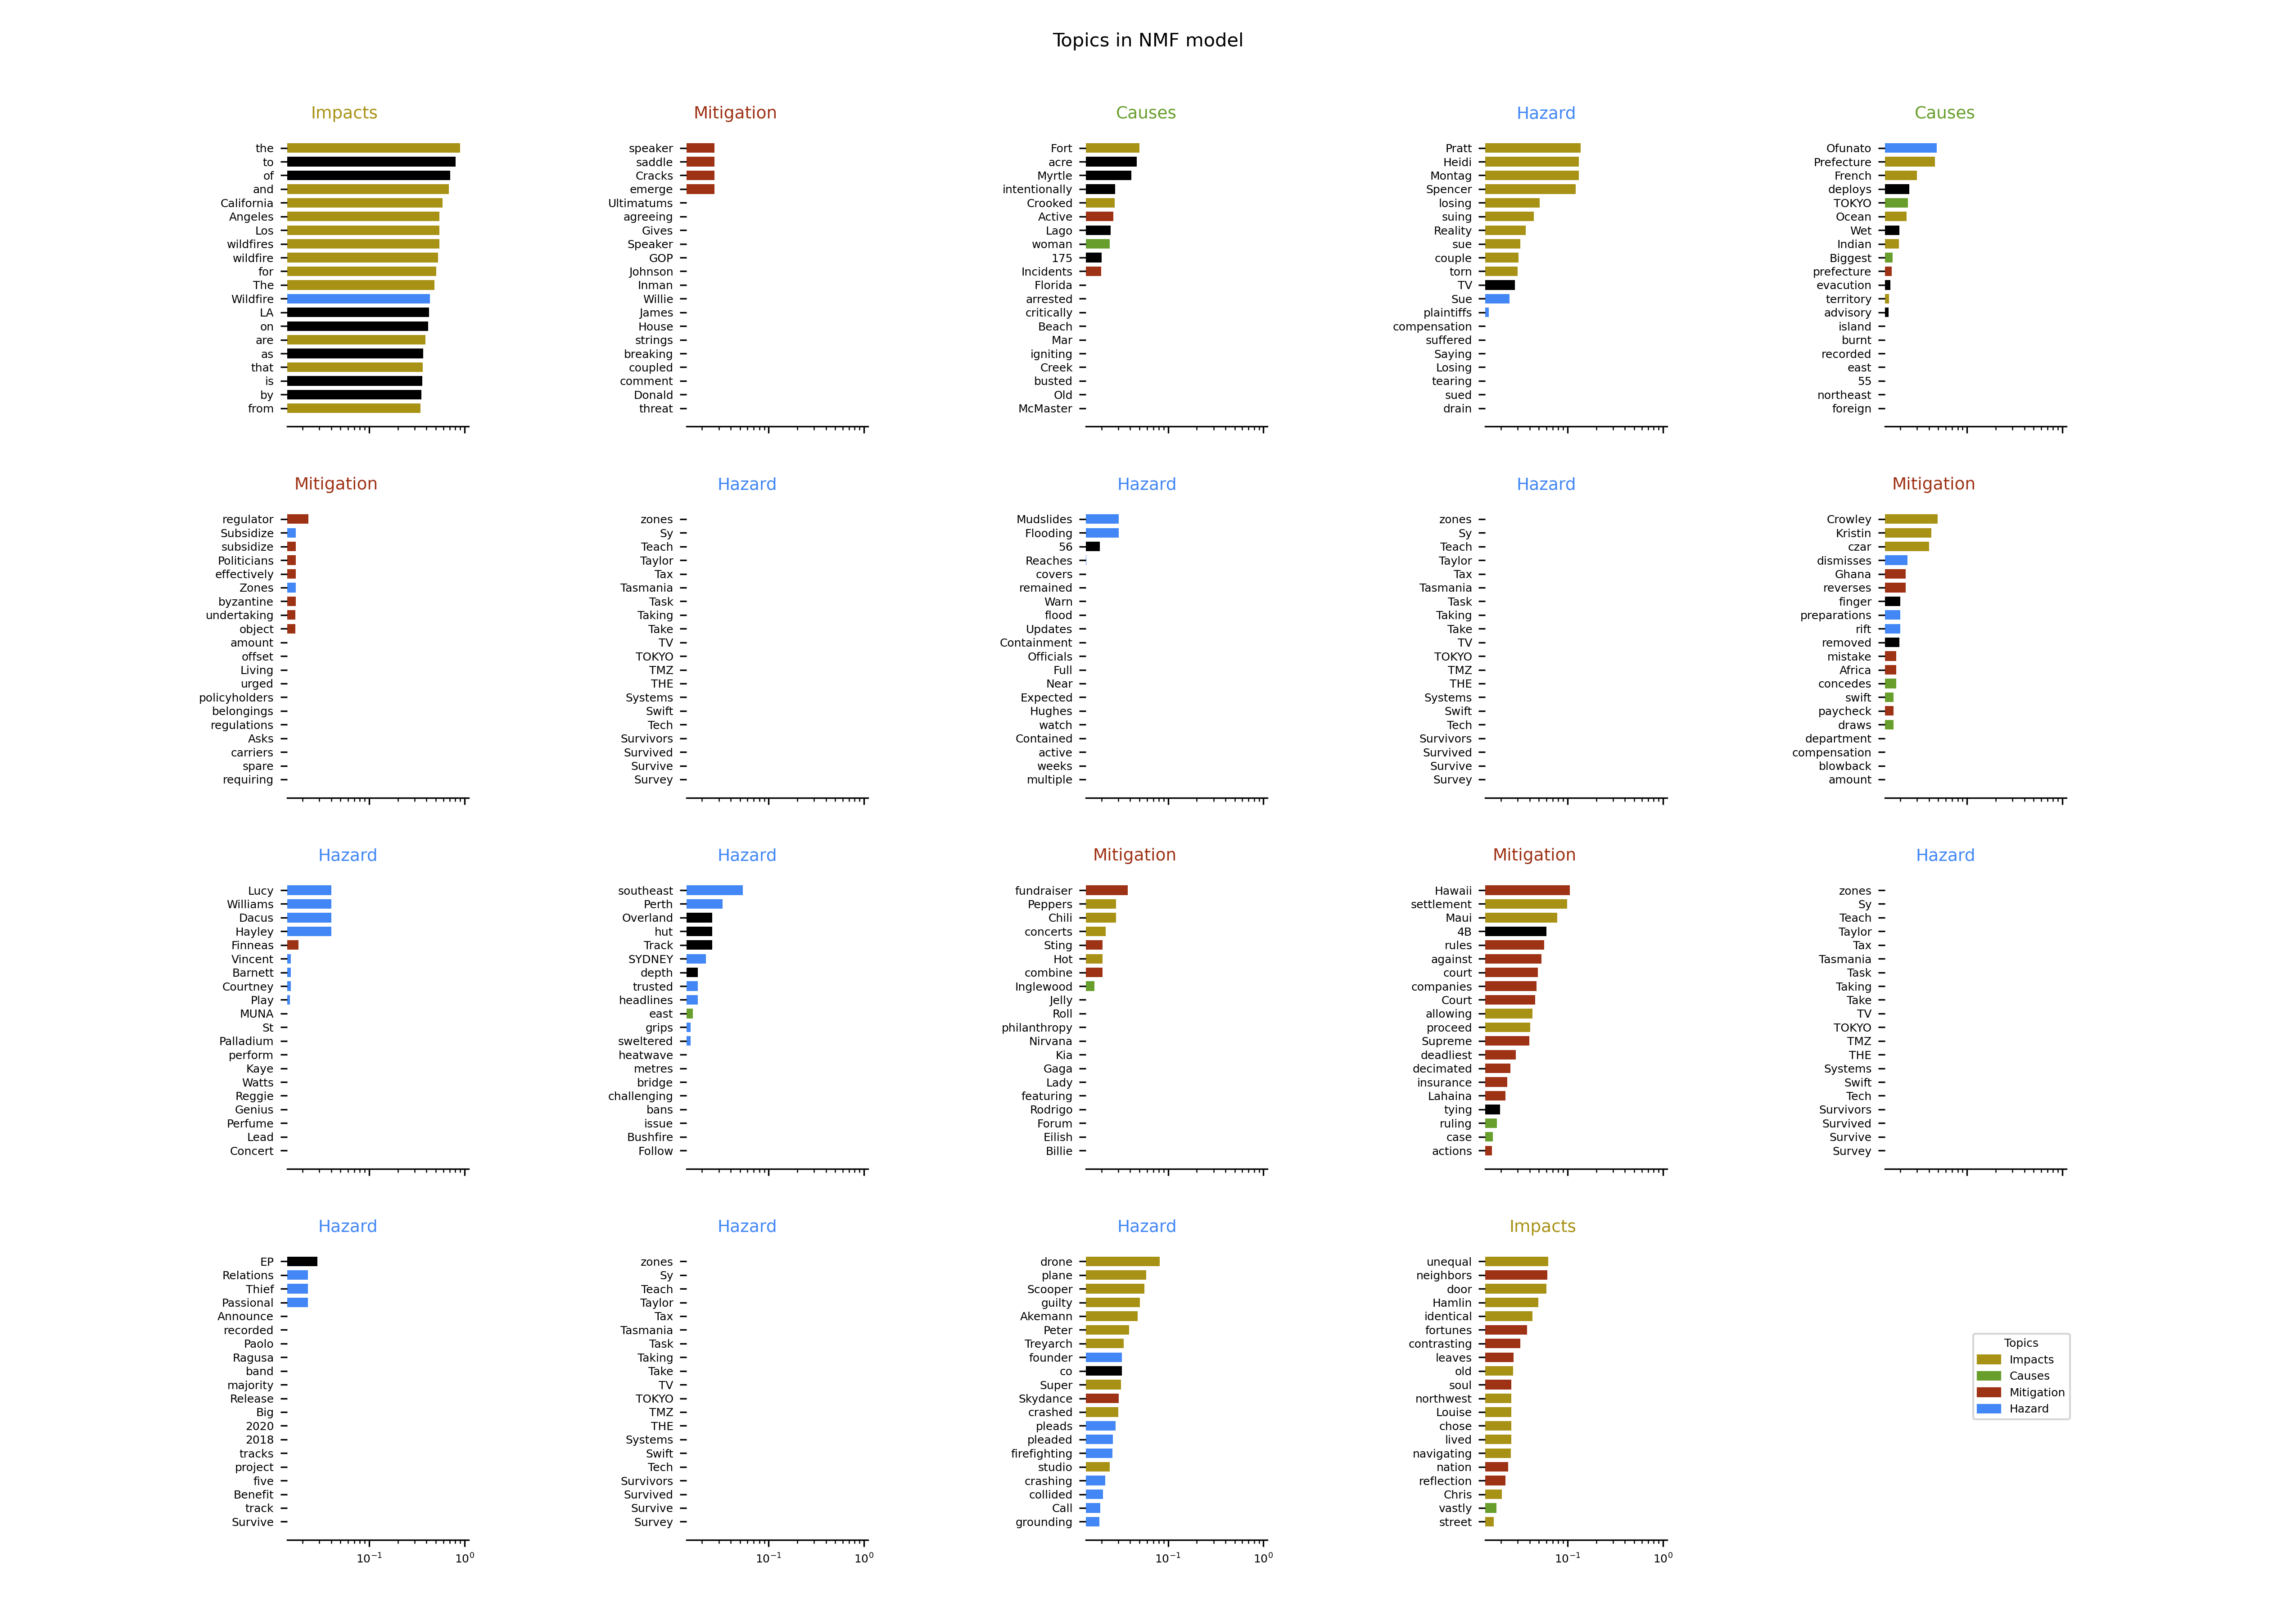 Topics in NMF model
Impacts
the
to
of
and
California
Angeles
Los
wildfires
wildfire
for
The
Wildfire
LA
on
are
as
that
is
by
from
Mitigation
speaker
saddle
Cracks
emerge
Ultimatums
agreeing
Gives
Speaker
GOP
Johnson
Inman
Willie
James
House
strings
breaking
coupled
comment
Donald
threat
Causes
Fort
acre
Myrtle
intentionally
Crooked
Active
Lago
woman
175
Incidents
Florida
arrested
critically
Beach
Mar
igniting
Creek
busted
Old
McMaster
Hazard
Pratt
Heidi
Montag
Spencer
losing
suing
Reality
sue
couple
torn
TV
Sue
plaintiffs
compensation
suffered
Saying
Losing
tearing
sued
drain
Causes
Ofunato
Prefecture
French
deploys
TOKYO
Ocean
Wet
Indian
Biggest
prefecture
evacution
territory
advisory
island
burnt
recorded
east
55
northeast
foreign
Mitigation
regulator
Subsidize
subsidize
Politicians
effectively
Zones
byzantine
undertaking
object
amount
offset
Living
urged
policyholders
belongings
regulations
Asks
carriers
spare
requiring
Hazard
zones
Sy
Teach
Taylor
Tax
Tasmania
Task
Taking
Take
TV
TOKYO
TMZ
THE
Systems
Swift
Tech
Survivors
Survived
Survive
Survey
Hazard
Mudslides
Flooding
56
Reaches
covers
remained
Warn
flood
Updates
Containment
Officials
Full
Near
Expected
Hughes
watch
Contained
active
weeks
multiple
Hazard
zones
Sy
Teach
Taylor
Tax
Tasmania
Task
Taking
Take
TV
TOKYO
TMZ
THE
Systems
Swift
Tech
Survivors
Survived
Survive
Survey
Mitigation
Crowley
Kristin
czar
dismisses
Ghana
reverses
finger
preparations
rift
removed
mistake
Africa
concedes
swift
paycheck
draws
department
compensation
blowback
amount
Hazard
Lucy
Williams
Dacus
Hayley
Finneas
Vincent
Barnett
Courtney
Play
MUNA
St
Palladium
perform
Kaye
Watts
Reggie
Genius
Perfume
Lead
Concert
Hazard
southeast
Perth
Overland
hut
Track
SYDNEY
depth
trusted
headlines
east
grips
sweltered
heatwave
metres
bridge
challenging
bans
issue
Bushfire
Follow
Mitigation
fundraiser
Peppers
Chili
concerts
Sting
Hot
combine
Inglewood
Jelly
Roll
philanthropy
Nirvana
Kia
Gaga
Lady
featuring
Rodrigo
Forum
Eilish
Billie
Mitigation
Hawaii
settlement
Maui
4B
rules
against
court
companies
Court
allowing
proceed
Supreme
deadliest
decimated
insurance
Lahaina
tying
ruling
case
actions
Hazard
zones
Sy
Teach
Taylor
Tax
Tasmania
Task
Taking
Take
TV
TOKYO
TMZ
THE
Systems
Swift
Tech
Survivors
Survived
Survive
Survey
Hazard
EP
Relations
Thief
Passional
Announce
recorded
Paolo
Ragusa
band
majority
Release
Big
2020
2018
tracks
project
five
Benefit
track
Survive
10⁻¹ 10⁰
Hazard
zones
Sy
Teach
Taylor
Tax
Tasmania
Task
Taking
Take
TV
TOKYO
TMZ
THE
Systems
Swift
Tech
Survivors
Survived
Survive
Survey
10⁻¹ 10⁰
Hazard
drone
plane
Scooper
guilty
Akemann
Peter
Treyarch
founder
co
Super
Skydance
crashed
pleads
pleaded
firefighting
studio
crashing
collided
Call
grounding
10⁻¹ 10⁰
Impacts
unequal
neighbors
door
Hamlin
identical
fortunes
contrasting
leaves
old
soul
northwest
Louise
chose
lived
navigating
nation
reflection
Chris
vastly
street
10⁻¹ 10⁰
Topics
Impacts
Causes
Mitigation
Hazard